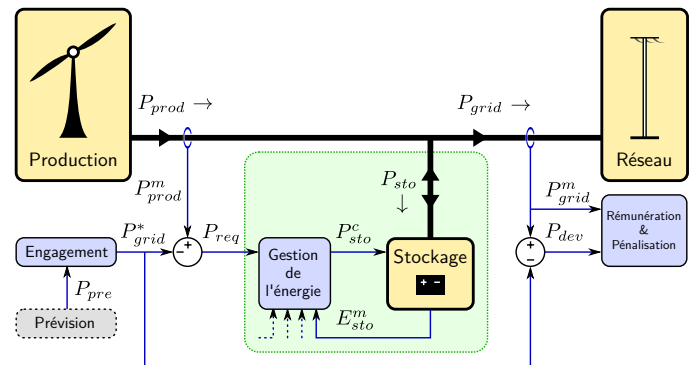 P_prod →
P_grid →
Production
Réseau
P^m_prod
P_sto
↓
P^m_grid
P*_grid
P_req
P^c_sto
P_dev
Rémunération
&
Pénalisation
Engagement
+
−
Gestion
de
l'énergie
Stockage
+ −
+
−
P_pre
Prévision
E^m_sto